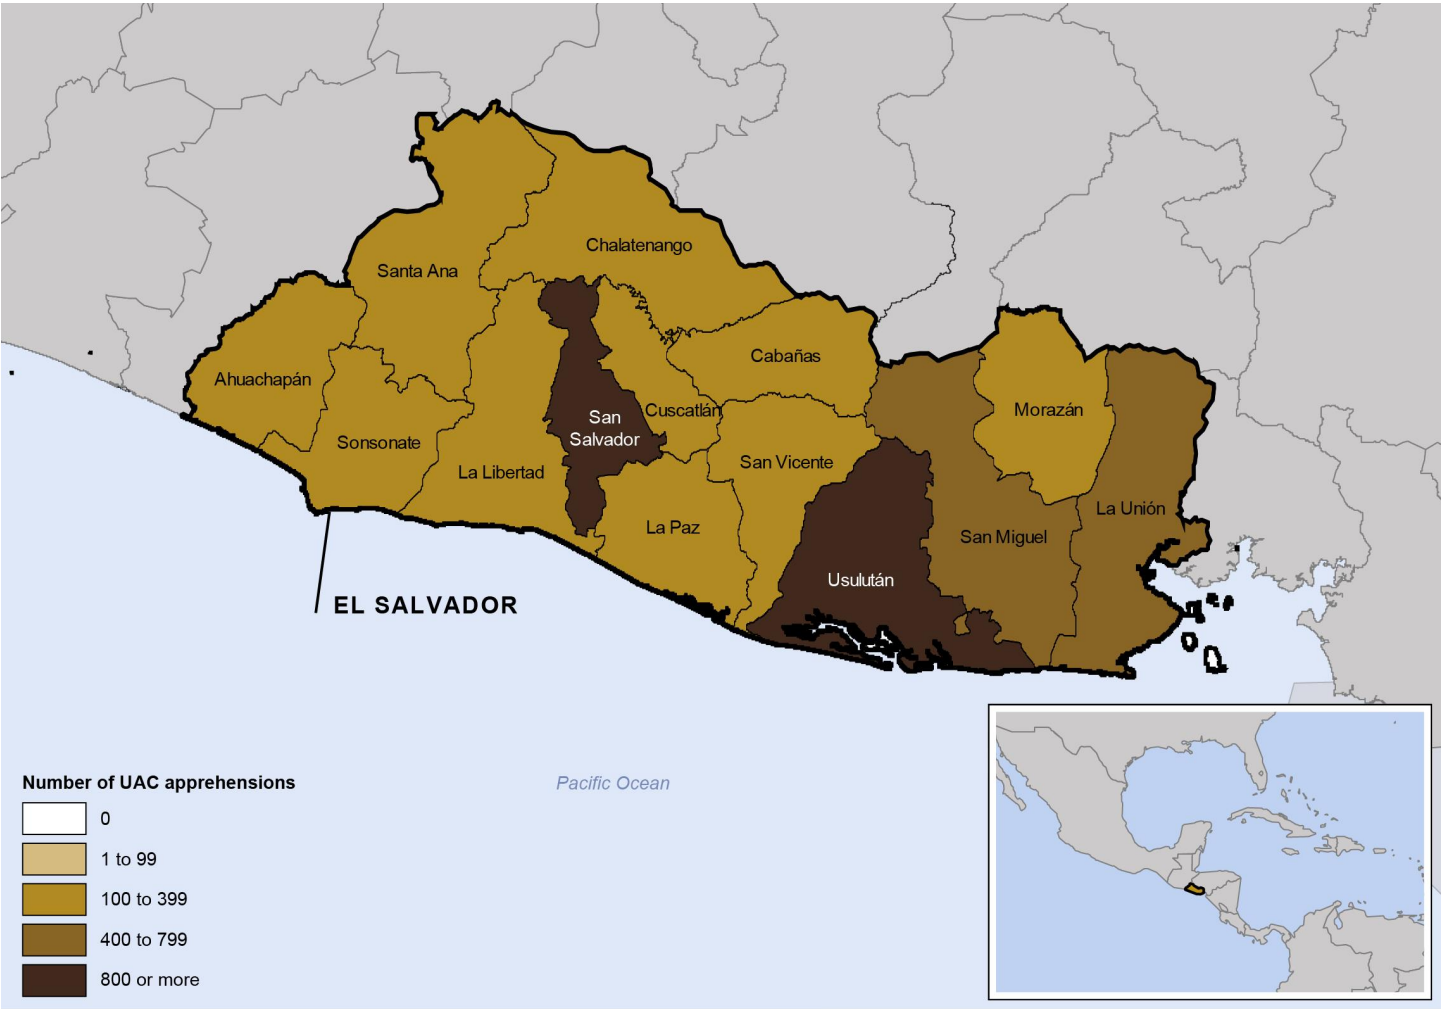 Chalatenango
Santa Ana
Cabañas
Ahuachapán
Cuscatlán
Morazán
San
Salvador
Sonsonate
San Vicente
La Libertad
La Unión
La Paz
San Miguel
Usulután
EL SALVADOR
Pacific Ocean
Number of UAC apprehensions
0
1 to 99
100 to 399
400 to 799
800 or more